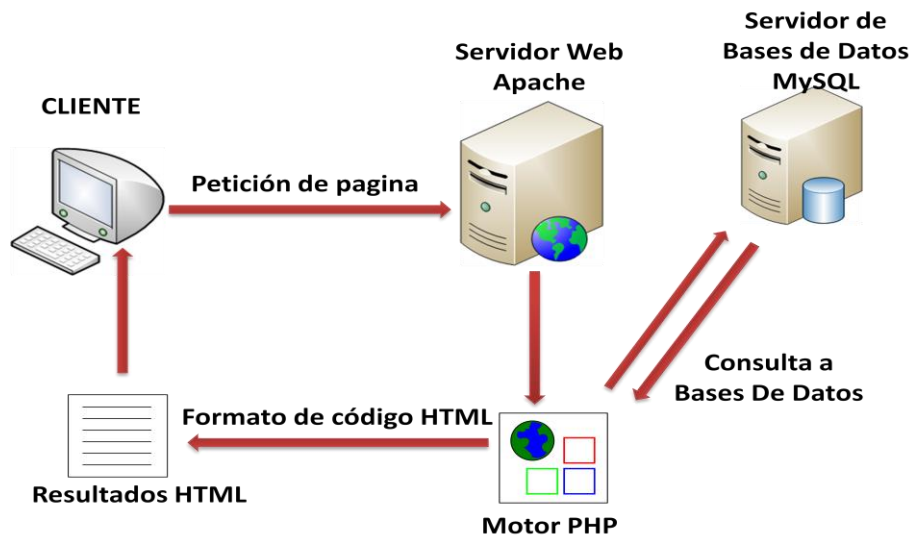 CLIENTE
Servidor Web
Apache
Servidor de
Bases de Datos
MySQL
Petición de pagina
Consulta a
Bases De Datos
Formato de código HTML
Resultados HTML
Motor PHP